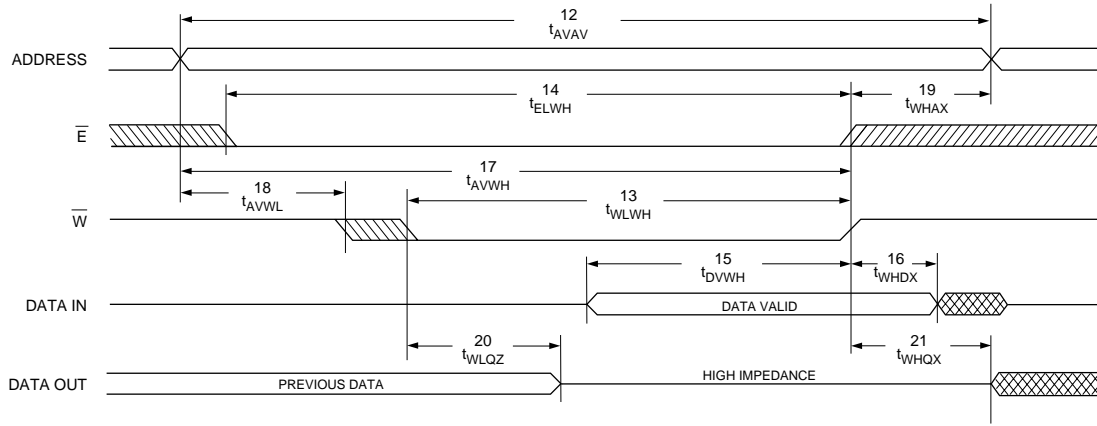 12
tAVAV
ADDRESS
14
tELWH
19
tWHAX
E
17
tAVWH
18
tAVWL
13
tWLWH
W
15
tDVWH
16
tWHDX
DATA IN
DATA VALID
20
tWLQZ
21
tWHQX
DATA OUT
PREVIOUS DATA
HIGH IMPEDANCE